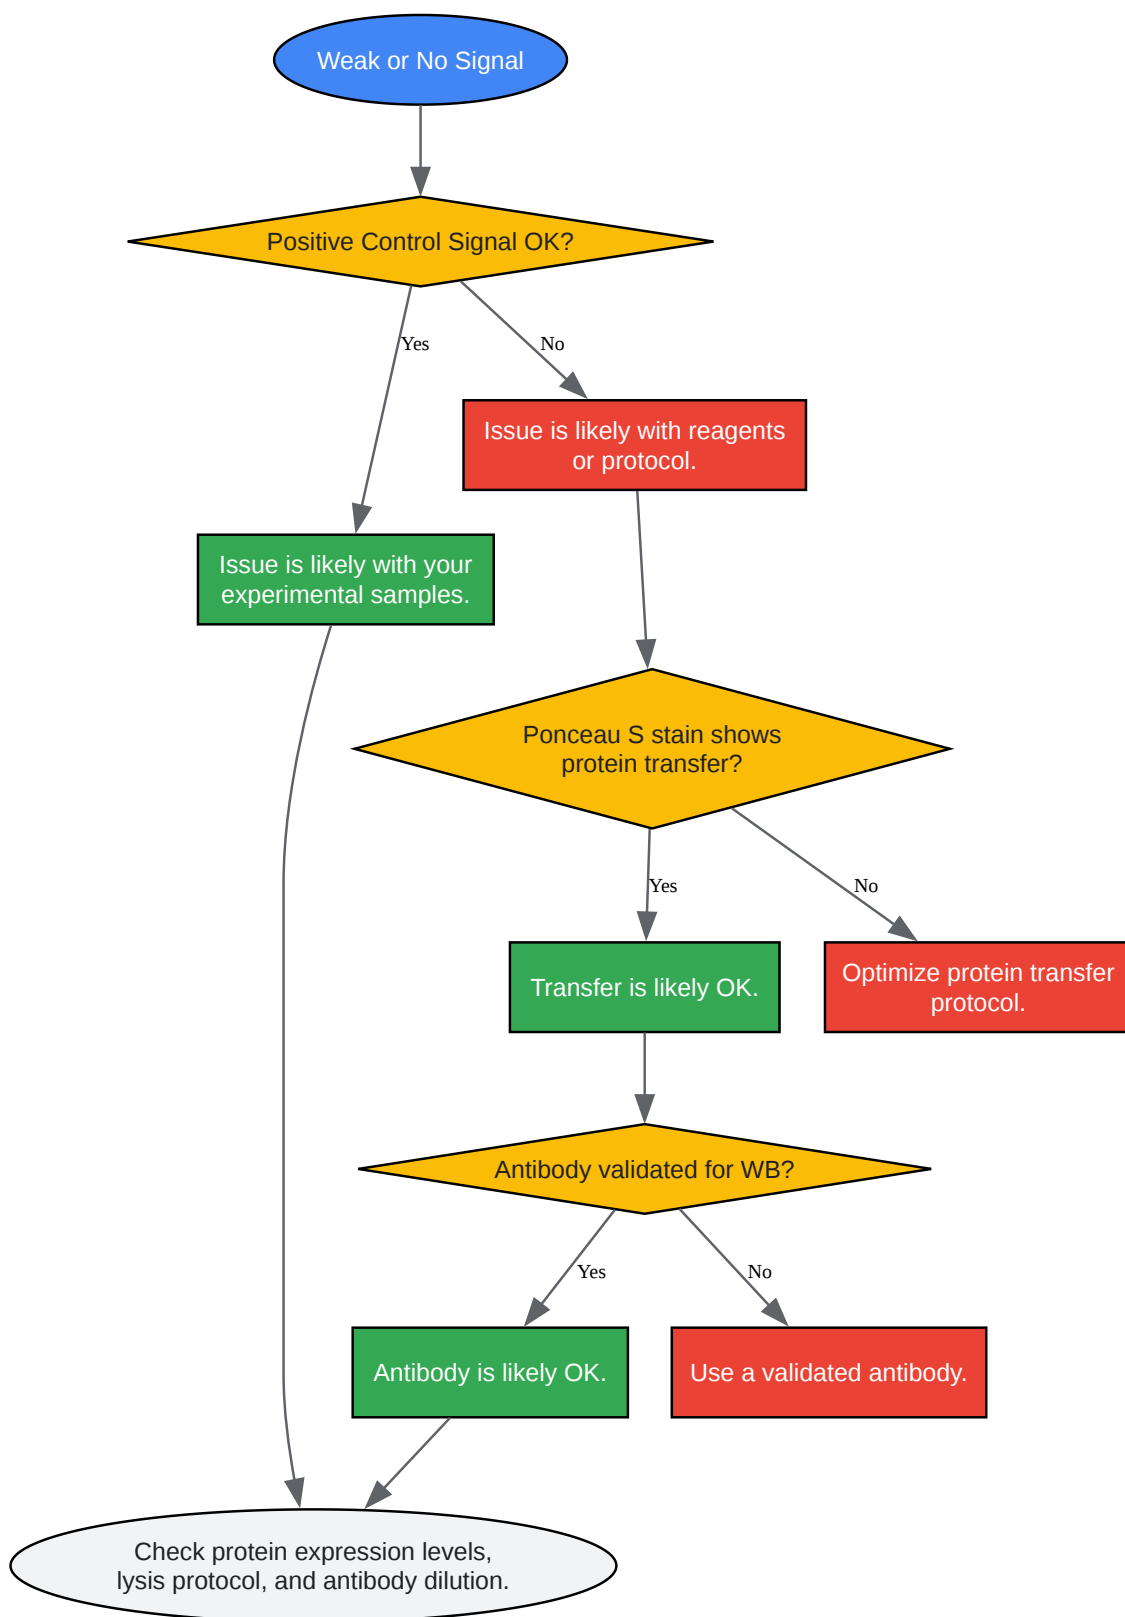 Weak or No Signal
Positive Control Signal OK?
Yes
No
Issue is likely with reagents
or protocol.
Issue is likely with your
experimental samples.
Ponceau S stain shows
protein transfer?
Yes
No
Transfer is likely OK.
Optimize protein transfer
protocol.
Antibody validated for WB?
Yes
No
Antibody is likely OK.
Use a validated antibody.
Check protein expression levels,
lysis protocol, and antibody dilution.